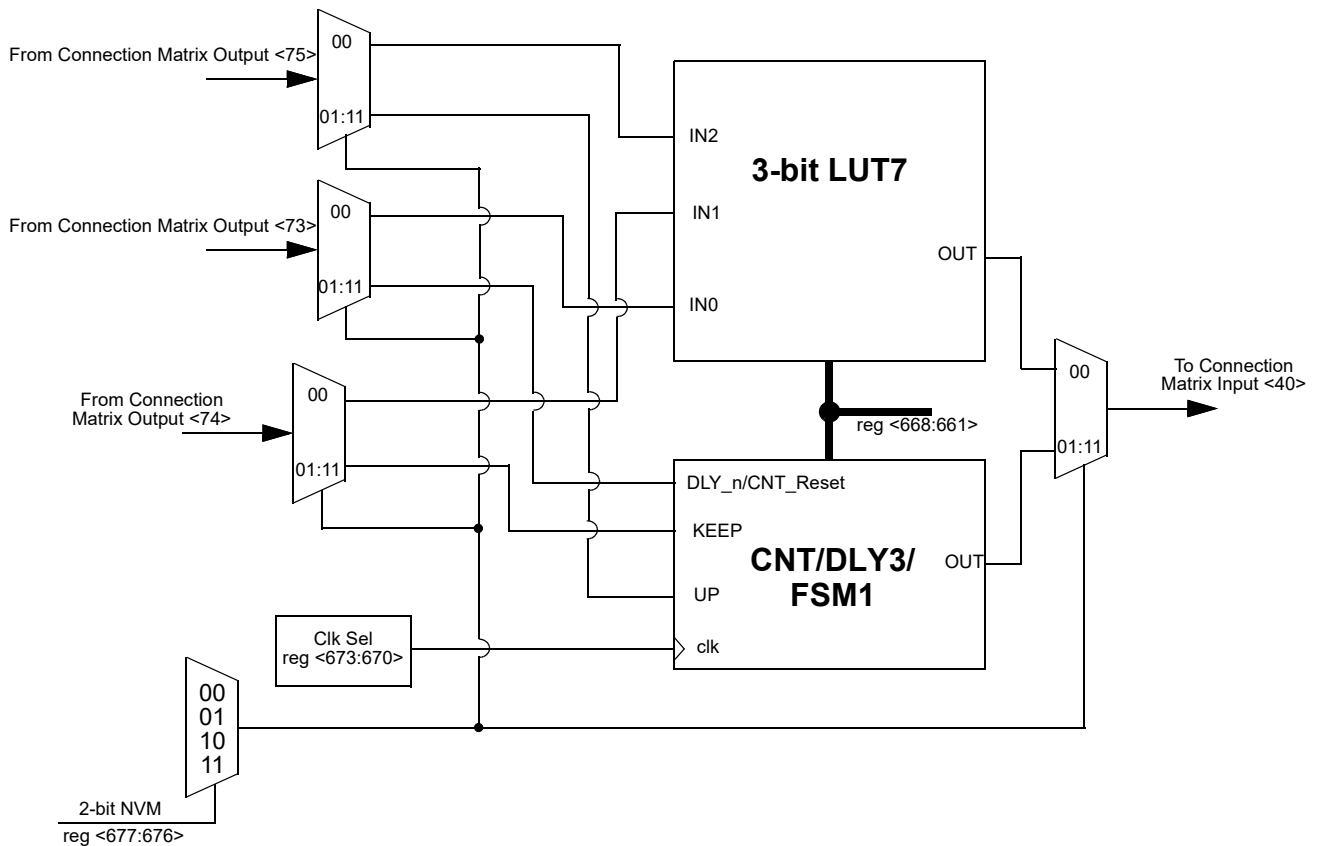 From Connection Matrix Output <75>
00
01:11
From Connection Matrix Output <73>
00
01:11
From Connection
Matrix Output <74>
00
01:11
IN2
IN1
IN0
3-bit LUT7
OUT
reg <668:661>
DLY_n/CNT_Reset
KEEP
UP
clk
CNT/DLY3/
FSM1
OUT
00
01:11
To Connection
Matrix Input <40>
Clk Sel
reg <673:670>
00
01
10
11
2-bit NVM
reg <677:676>